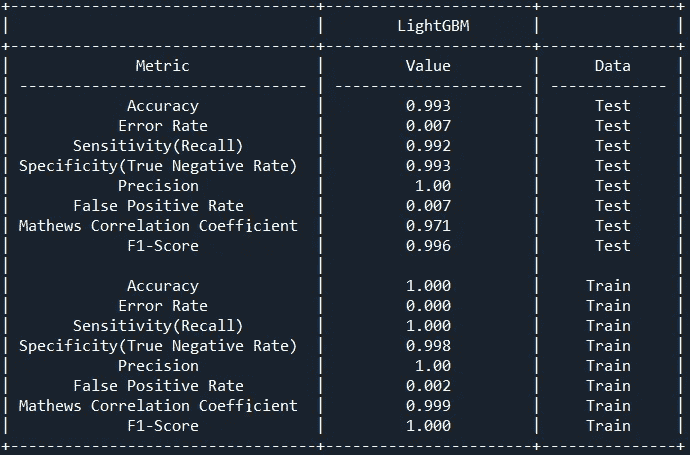 LightGBM
Metric Value Data
Accuracy 0.993 Test
Error Rate 0.007 Test
Sensitivity(Recall) 0.992 Test
Specificity(True Negative Rate) 0.993 Test
Precision 1.00 Test
False Positive Rate 0.007 Test
Mathews Correlation Coefficient 0.971 Test
F1-Score 0.996 Test
Accuracy 1.000 Train
Error Rate 0.000 Train
Sensitivity(Recall) 1.000 Train
Specificity(True Negative Rate) 0.998 Train
Precision 1.00 Train
False Positive Rate 0.002 Train
Mathews Correlation Coefficient 0.999 Train
F1-Score 1.000 Train